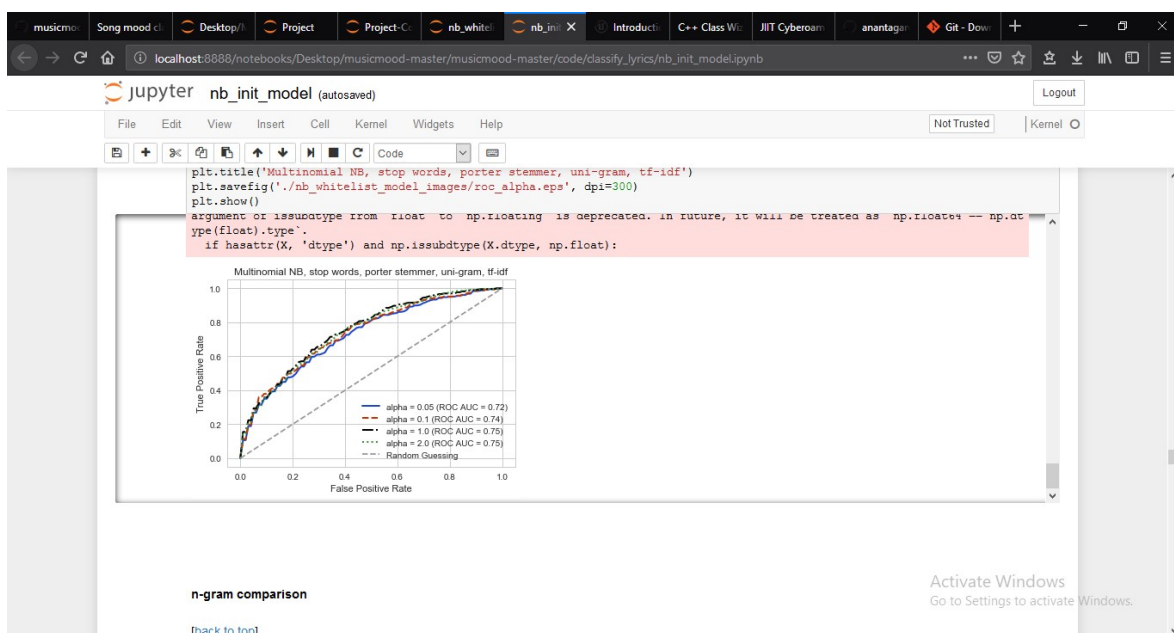 musicmoo Song mood cl Desktop/ Project Project-Co nb_whiteli nb_init Introducti C++ Class Wiz JIIT Cyberoam anantagar Git - Dow
localhost:8888/notebooks/Desktop/musicmood-master/musicmood-master/code/classify_lyrics/nb_init_model.ipynb
jupyter nb_init_model (autosaved) Logout
File Edit View Insert Cell Kernel Widgets Help Not Trusted Kernel
Code
plt.title('Multinomial NB, stop words, porter stemmer, uni-gram, tf-idf')
plt.savefig('./nb_whitelist_model_images/roc_alpha.eps', dpi=300)
plt.show()
argument of issubdtype from `float` to `np.floating` is deprecated. In future, it will be treated as `np.float64 == np.dt
ype(float).type`.
if hasattr(X, 'dtype') and np.issubdtype(X.dtype, np.float):
Multinomial NB, stop words, porter stemmer, uni-gram, tf-idf
1.0
0.8
0.6
0.4
0.2
0.0
True Positive Rate
alpha = 0.05 (ROC AUC = 0.72)
alpha = 0.1 (ROC AUC = 0.74)
alpha = 1.0 (ROC AUC = 0.75)
alpha = 2.0 (ROC AUC = 0.75)
Random Guessing
0.0 0.2 0.4 0.6 0.8 1.0
False Positive Rate
n-gram comparison
Activate Windows
Go to Settings to activate Windows.
[back to top]